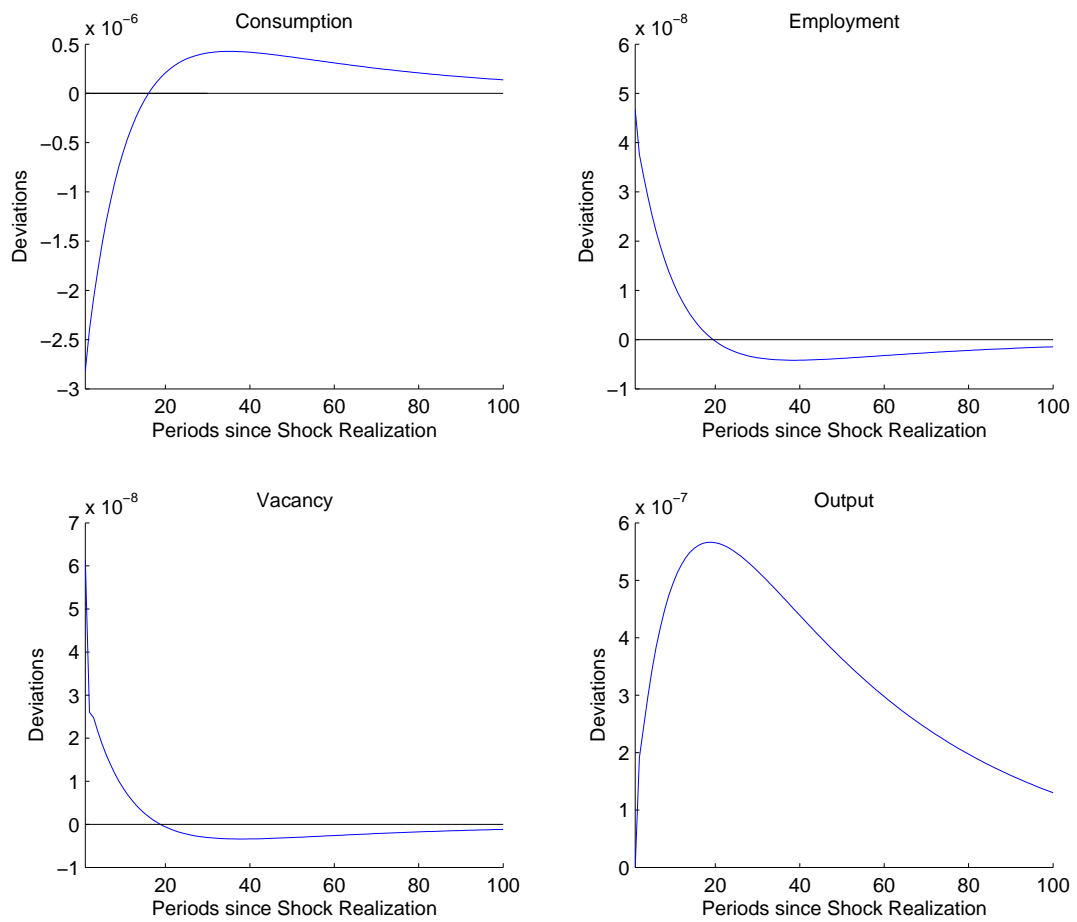 Consumption
x 10−6
0.5
0
−0.5
−1
−1.5
−2
−2.5
−3
Deviations
20 40 60 80 100
Periods since Shock Realization
Employment
x 10−8
6
5
4
3
2
1
0
−1
Deviations
20 40 60 80 100
Periods since Shock Realization
Vacancy
x 10−8
7
6
5
4
3
2
1
0
−1
Deviations
20 40 60 80 100
Periods since Shock Realization
Output
x 10−7
6
5
4
3
2
1
0
Deviations
20 40 60 80 100
Periods since Shock Realization